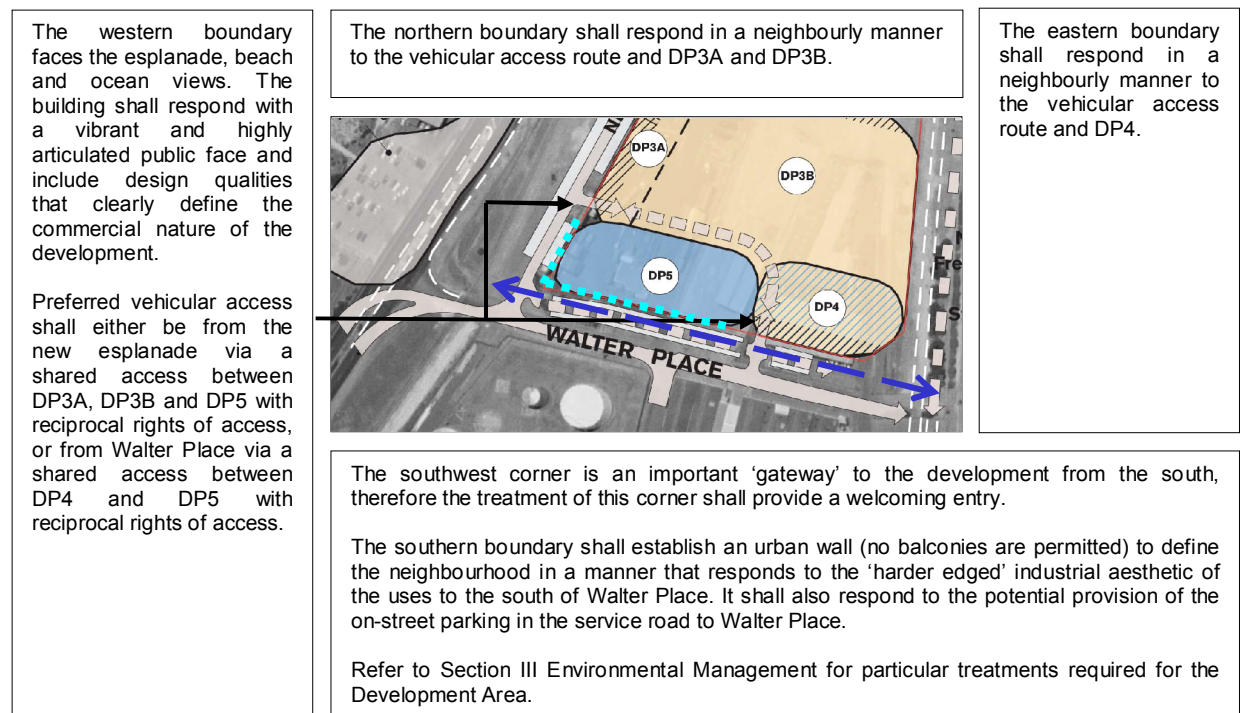 The western boundary
faces the esplanade, beach
and ocean views. The
building shall respond with
a vibrant and highly
articulated public face and
include design qualities
that clearly define the
commercial nature of the
development.
Preferred vehicular access
shall either be from the
new esplanade via a
shared access between
DP3A, DP3B and DP5 with
reciprocal rights of access,
or from Walter Place via a
shared access between
DP4 and DP5 with
reciprocal rights of access.
The northern boundary shall respond in a neighbourly manner
to the vehicular access route and DP3A and DP3B.
The eastern boundary
shall respond in a
neighbourly manner to
the vehicular access
route and DP4.
DP3A
DP3B
DP5
DP4
WALTER PLACE
Fre
The southwest corner is an important ‘gateway’ to the development from the south,
therefore the treatment of this corner shall provide a welcoming entry.
The southern boundary shall establish an urban wall (no balconies are permitted) to define
the neighbourhood in a manner that responds to the ‘harder edged’ industrial aesthetic of
the uses to the south of Walter Place. It shall also respond to the potential provision of the
on-street parking in the service road to Walter Place.
Refer to Section III Environmental Management for particular treatments required for the
Development Area.